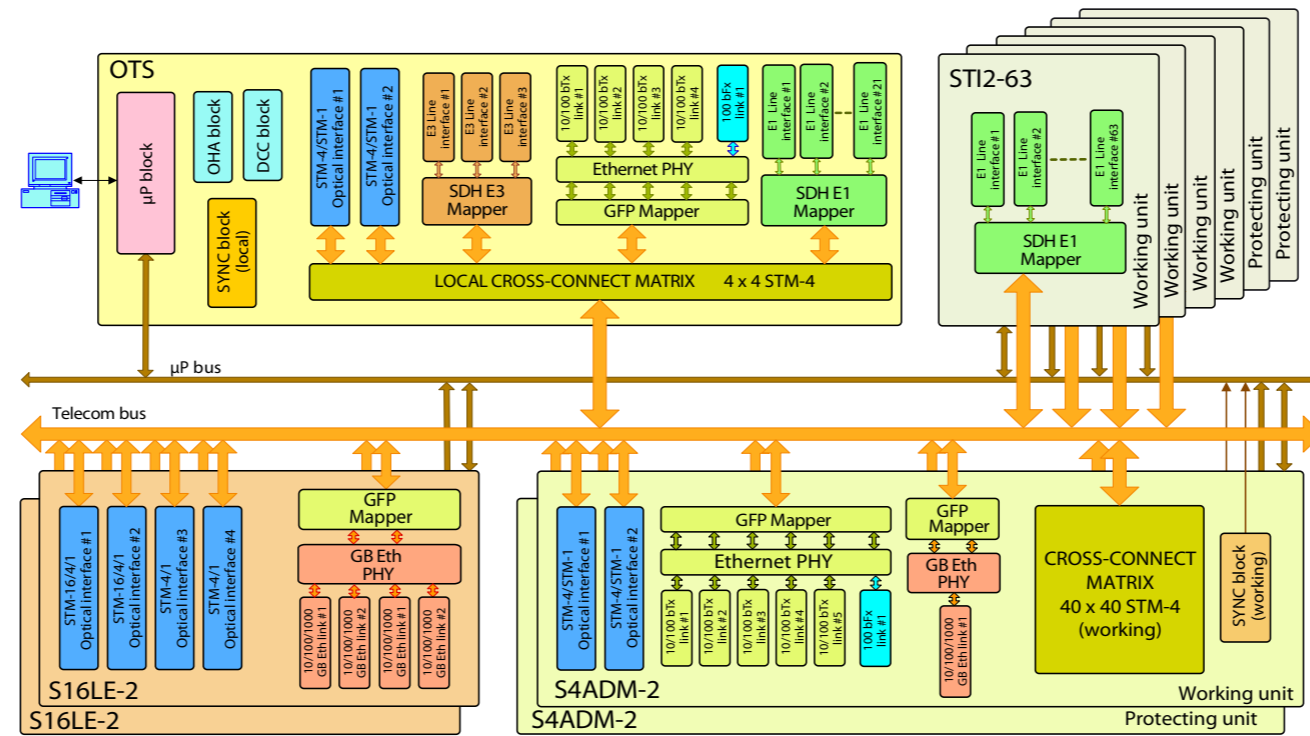 OTS
µP block
OHA block
DCC block
SYNC block
(local)
STM-4/STM-1
Optical interface #1
STM-4/STM-1
Optical interface #2
E3 Line
interface #1
E3 Line
interface #2
E3 Line
interface #3
SDH E3
Mapper
10/100 bTx
link #1
10/100 bTx
link #2
10/100 bTx
link #3
10/100 bTx
link #4
100 bFx
link #1
Ethernet PHY
GFP Mapper
E1 Line
interface #1
E1 Line
interface #2
E1 Line
interface #21
SDH E1
Mapper
LOCAL CROSS-CONNECT MATRIX 4 x 4 STM-4
STI2-63
E1 Line
interface #1
E1 Line
interface #2
E1 Line
interface #63
SDH E1
Mapper
Working unit
Working unit
Working unit
Working unit
Protecting unit
Protecting unit
µP bus
Telecom bus
STM-16/4/1
Optical interface #1
STM-16/4/1
Optical interface #2
STM-4/1
Optical interface #3
STM-4/1
Optical interface #4
GFP
Mapper
GB Eth
PHY
10/100/1000
GB Eth link #1
10/100/1000
GB Eth link #2
10/100/1000
GB Eth link #1
10/100/1000
GB Eth link #2
S16LE-2
S16LE-2
STM-4/STM-1
Optical interface #1
STM-4/STM-1
Optical interface #2
GFP Mapper
Ethernet PHY
10/100 bTx
link #1
10/100 bTx
link #2
10/100 bTx
link #3
10/100 bTx
link #4
10/100 bTx
link #5
100 bFx
link #1
GFP
Mapper
GB Eth
PHY
10/100/1000
GB Eth link #1
CROSS-CONNECT
MATRIX
40 x 40 STM-4
(working)
SYNC block
(working)
S4ADM-2
Working unit
S4ADM-2
Protecting unit